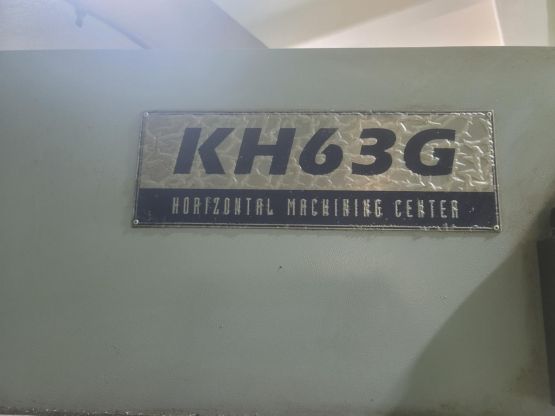 KH63G
HORIZONTAL MACHINING CENTER